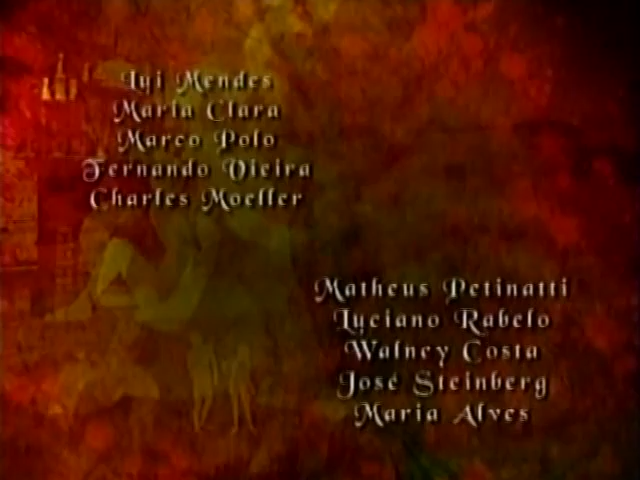 Lyi Mendes
Maria Clara
Marco Polo
Fernando Vieira
Charles Moeller
Matheus Petinatti
Luciano Rabelo
Walney Costa
José Steinberg
Maria Alves